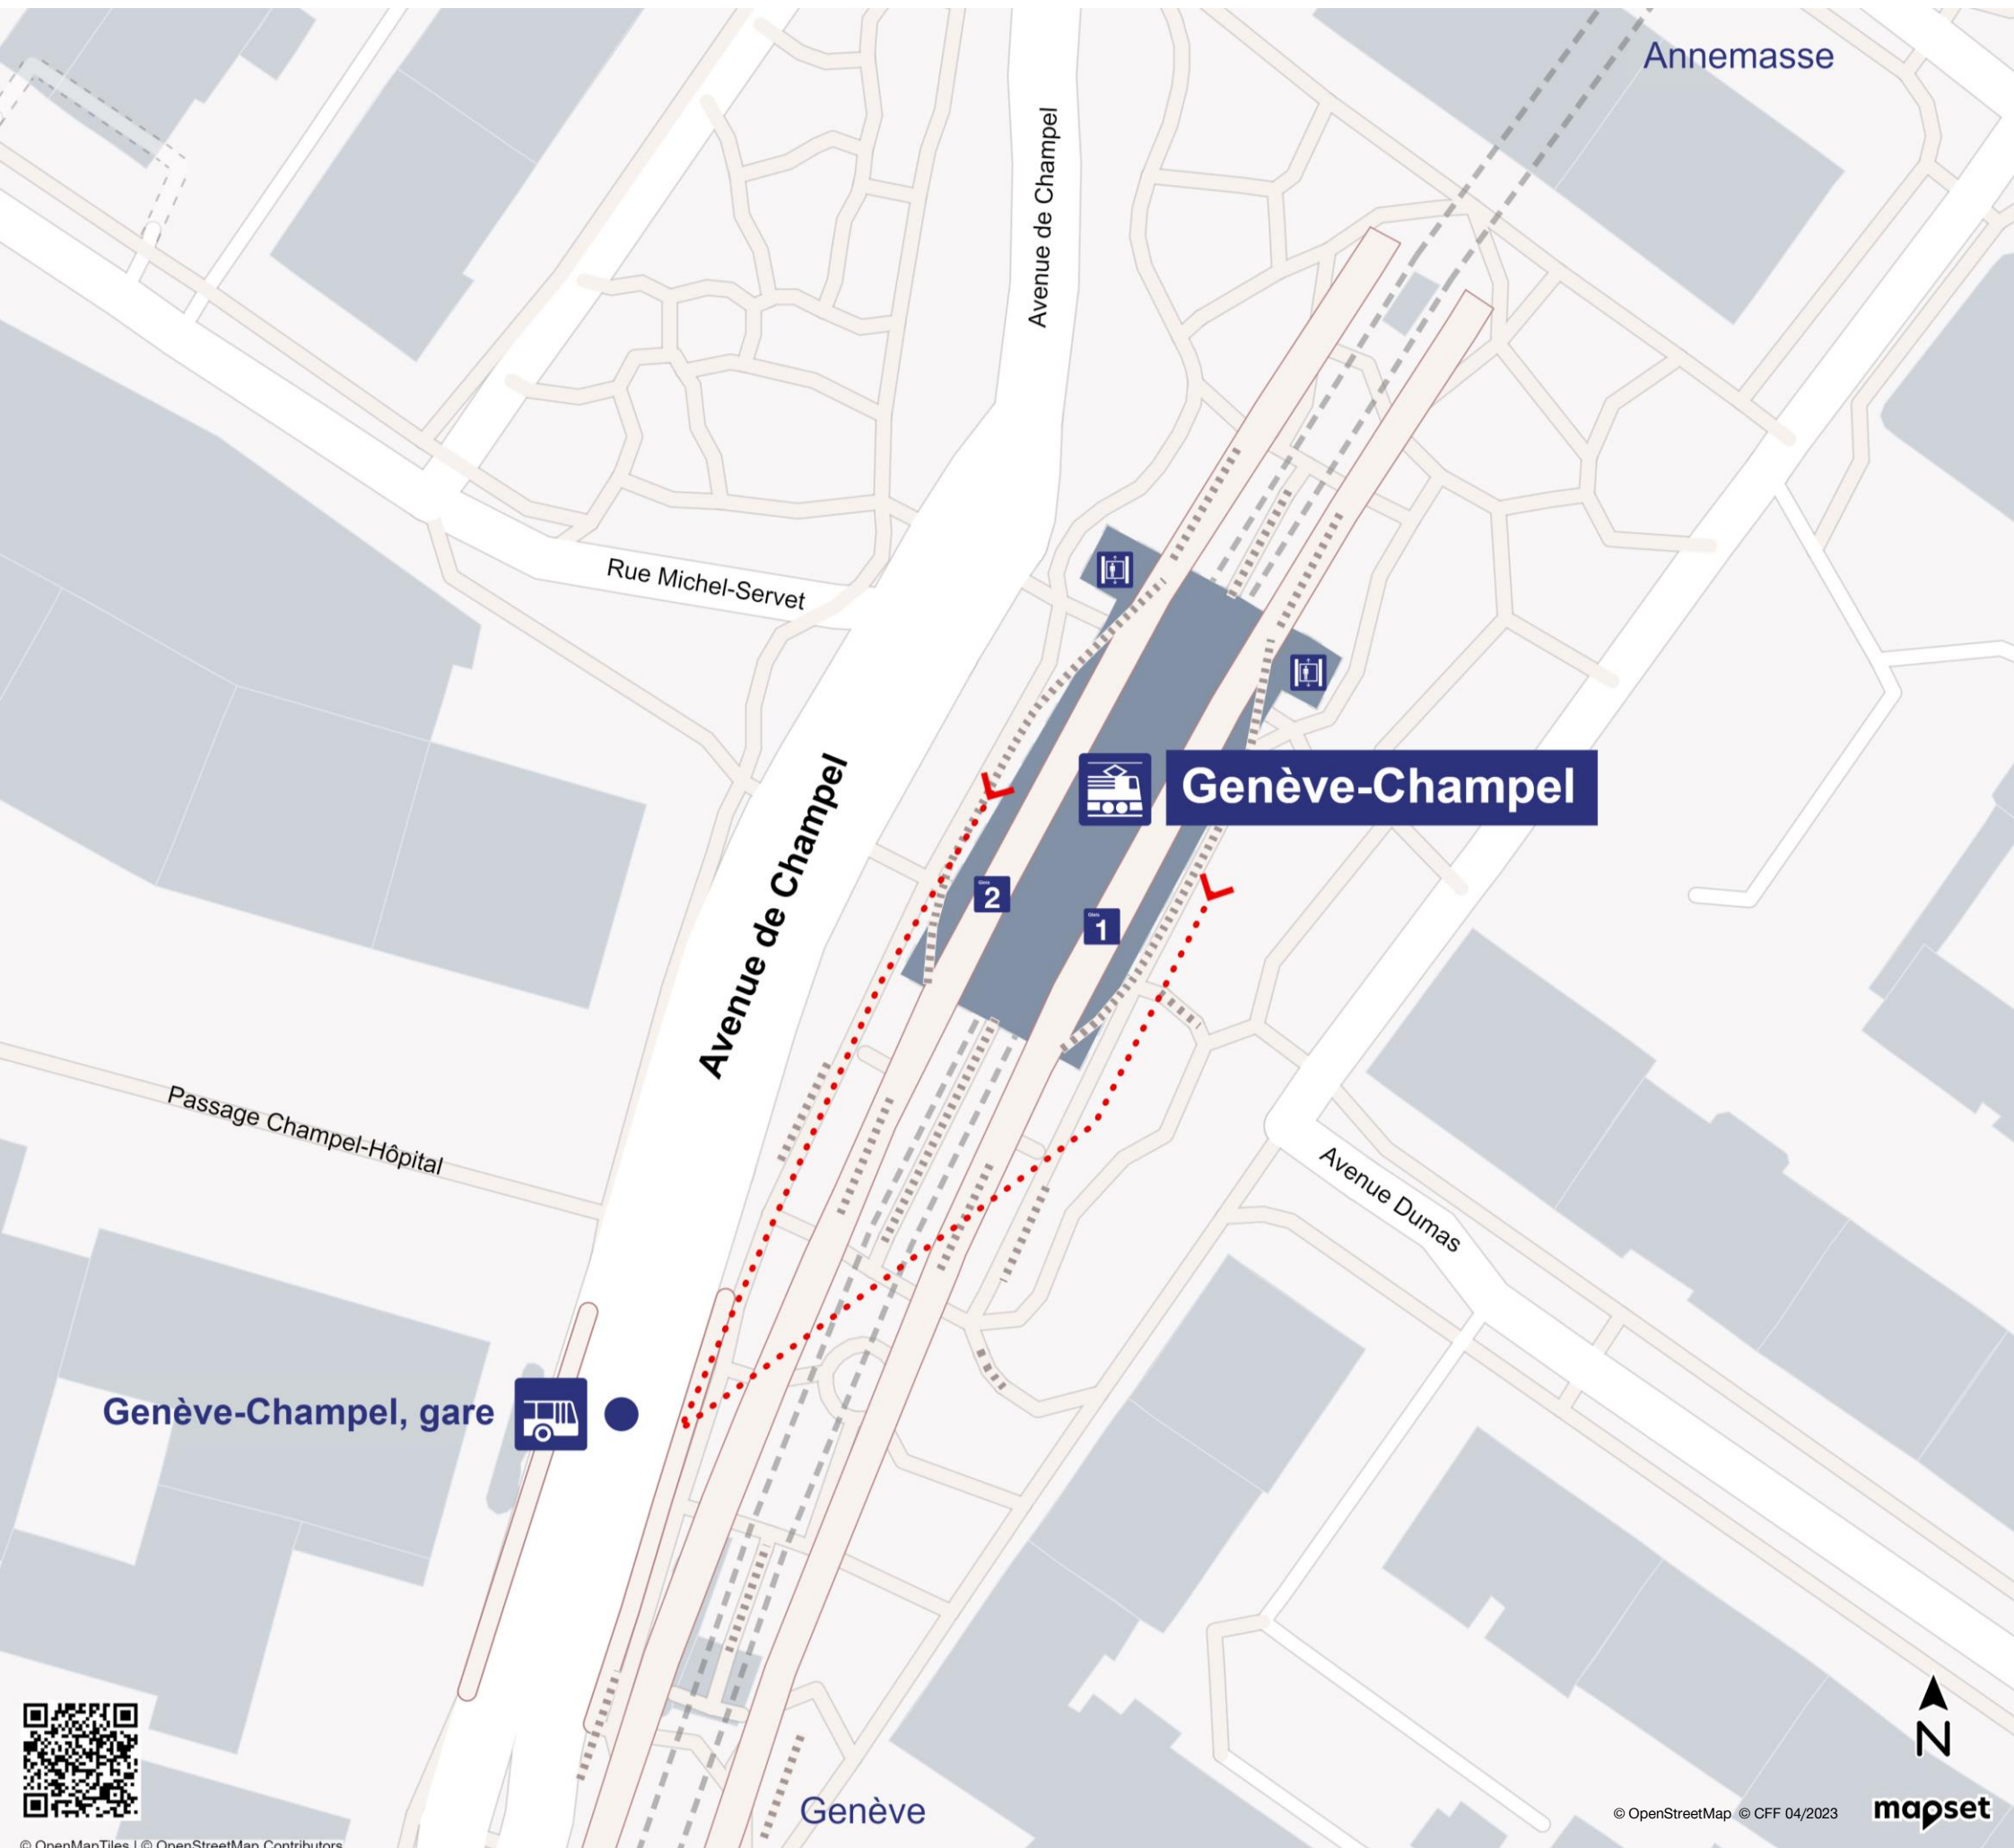 Annemasse
Avenue de Champel
Rue Michel-Servet
Genève-Champel
Avenue de Champel
2
1
Passage Champel-Hôpital
Avenue Dumas
Genève-Champel, gare
N
Genève
© OpenStreetMap © CFF 04/2023
mapset
© OpenMapTiles | © OpenStreetMap Contributors